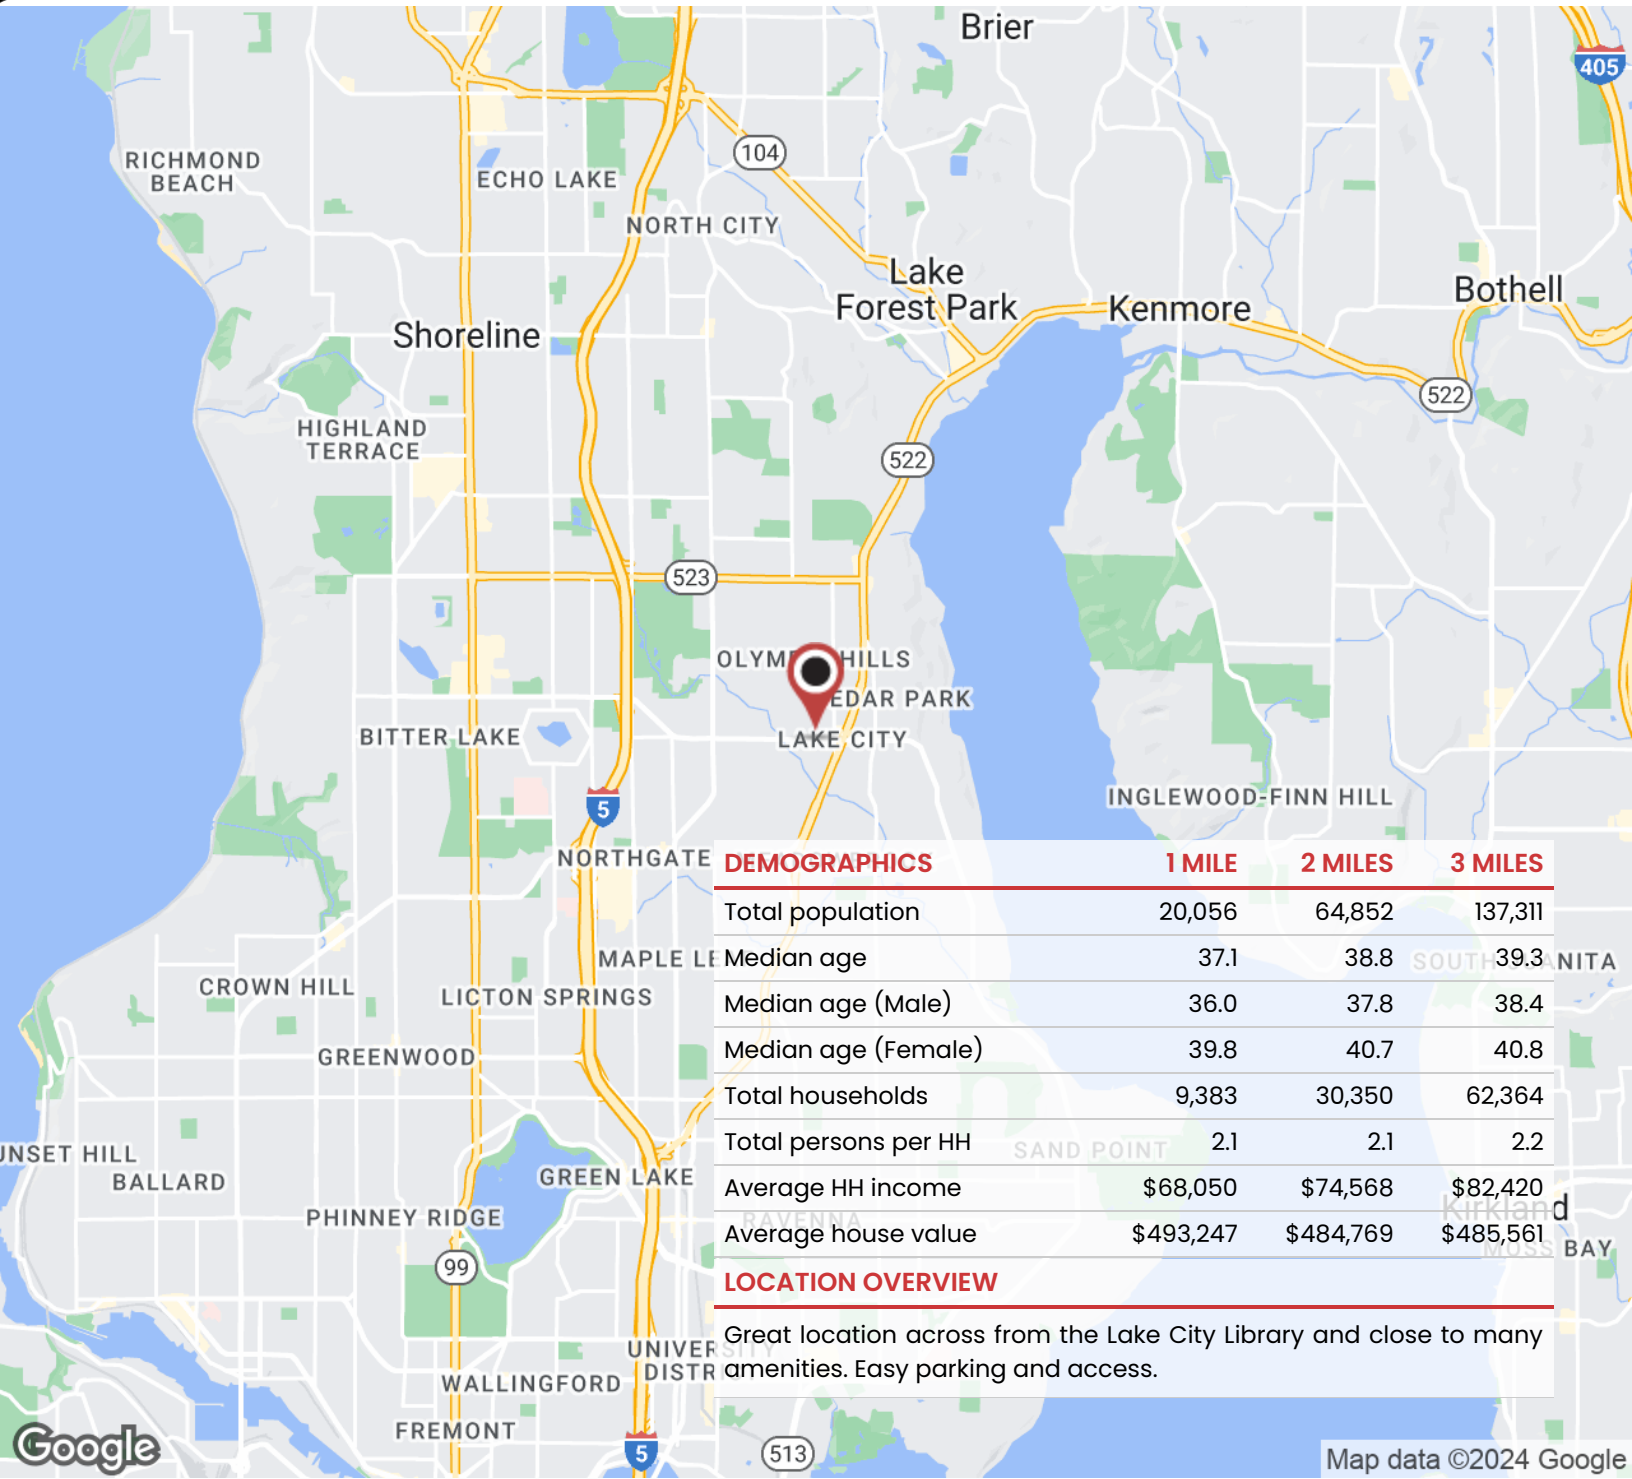 Brier
405
104
RICHMOND
BEACH
ECHO LAKE
NORTH CITY
Lake
Forest Park
Kenmore
Bothell
Shoreline
522
HIGHLAND
TERRACE
522
523
HILLS
PARK
BITTER LAKE
LAKE CITY
5
INGLEWOOD-FINN HILL
NORTHGATE
DEMOGRAPHICS 1 MILE 2 MILES 3 MILES
Total population 20,056 64,852 137,311
MAPLE
Median age 37.1 38.8 39.3
SOUTH
Median age (Male) 36.0 37.8 38.4
CROWN HILL
LICTON SPRINGS
Median age (Female) 39.8 40.7 40.8
GREENWOOD
Total households 9,383 30,350 62,364
Total persons per HH 2.1 2.1 2.2
SAND POINT
HILL
BALLARD
GREEN LAKE
Average HH income $68,050 $74,568 $82,420
Kirkland
PHINNEY RIDGE
RAVENNA
Average house value $493,247 $484,769 $485,561
MOSS BAY
99
LOCATION OVERVIEW
Great location across from the Lake City Library and close to many
amenities. Easy parking and access.
WALLINGFORD
FREMONT
5
513
Google
Map data ©2024 Google